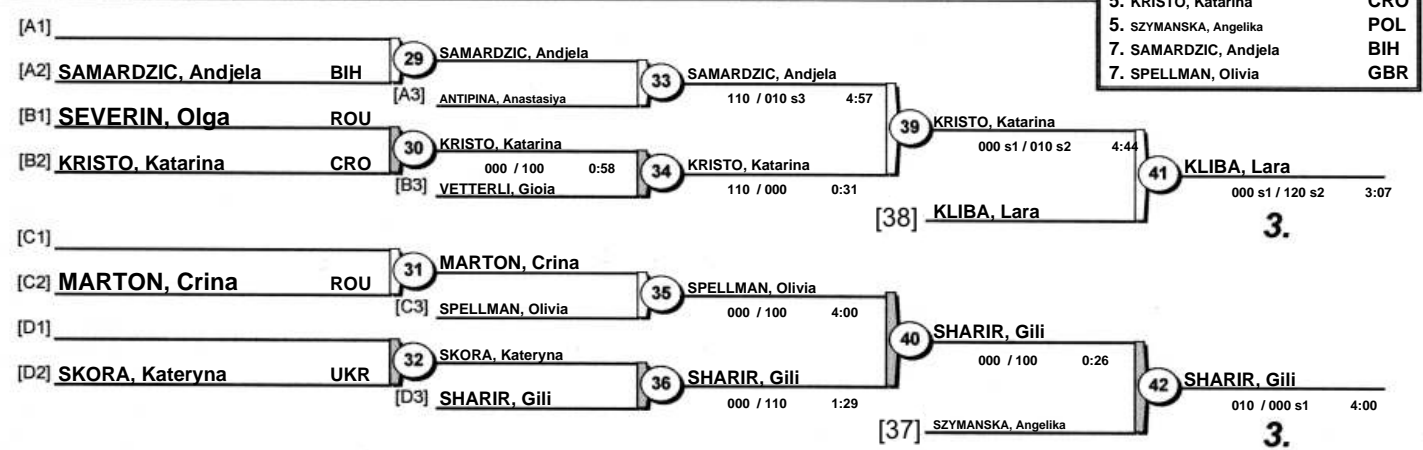 5. KRISTO, Katarina CRO
5. SZYMANSKA, Angelika POL
7. SAMARDZIC, Andjela BIH
7. SPELLMAN, Olivia GBR
[A1]
[A2] SAMARDZIC, Andjela BIH
29
SAMARDZIC, Andjela
[A3] ANTIPINA, Anastasiya
33
SAMARDZIC, Andjela
110 / 010 s3 4:57
[B1] SEVERIN, Olga ROU
[B2] KRISTO, Katarina CRO
30
KRISTO, Katarina
000 / 100 0:58
[B3] VETTERLI, Gioia
34
KRISTO, Katarina
110 / 000 0:31
39
KRISTO, Katarina
000 s1 / 010 s2 4:44
[38] KLIBA, Lara
41
KLIBA, Lara
000 s1 / 120 s2 3:07
3.
[C1]
[C2] MARTON, Crina ROU
31
MARTON, Crina
[C3] SPELLMAN, Olivia
35
SPELLMAN, Olivia
000 / 100 4:00
[D1]
[D2] SKORA, Kateryna UKR
32
SKORA, Kateryna
[D3] SHARIR, Gili
36
SHARIR, Gili
000 / 110 1:29
40
SHARIR, Gili
000 / 100 0:26
[37] SZYMANSKA, Angelika
42
SHARIR, Gili
010 / 000 s1 4:00
3.